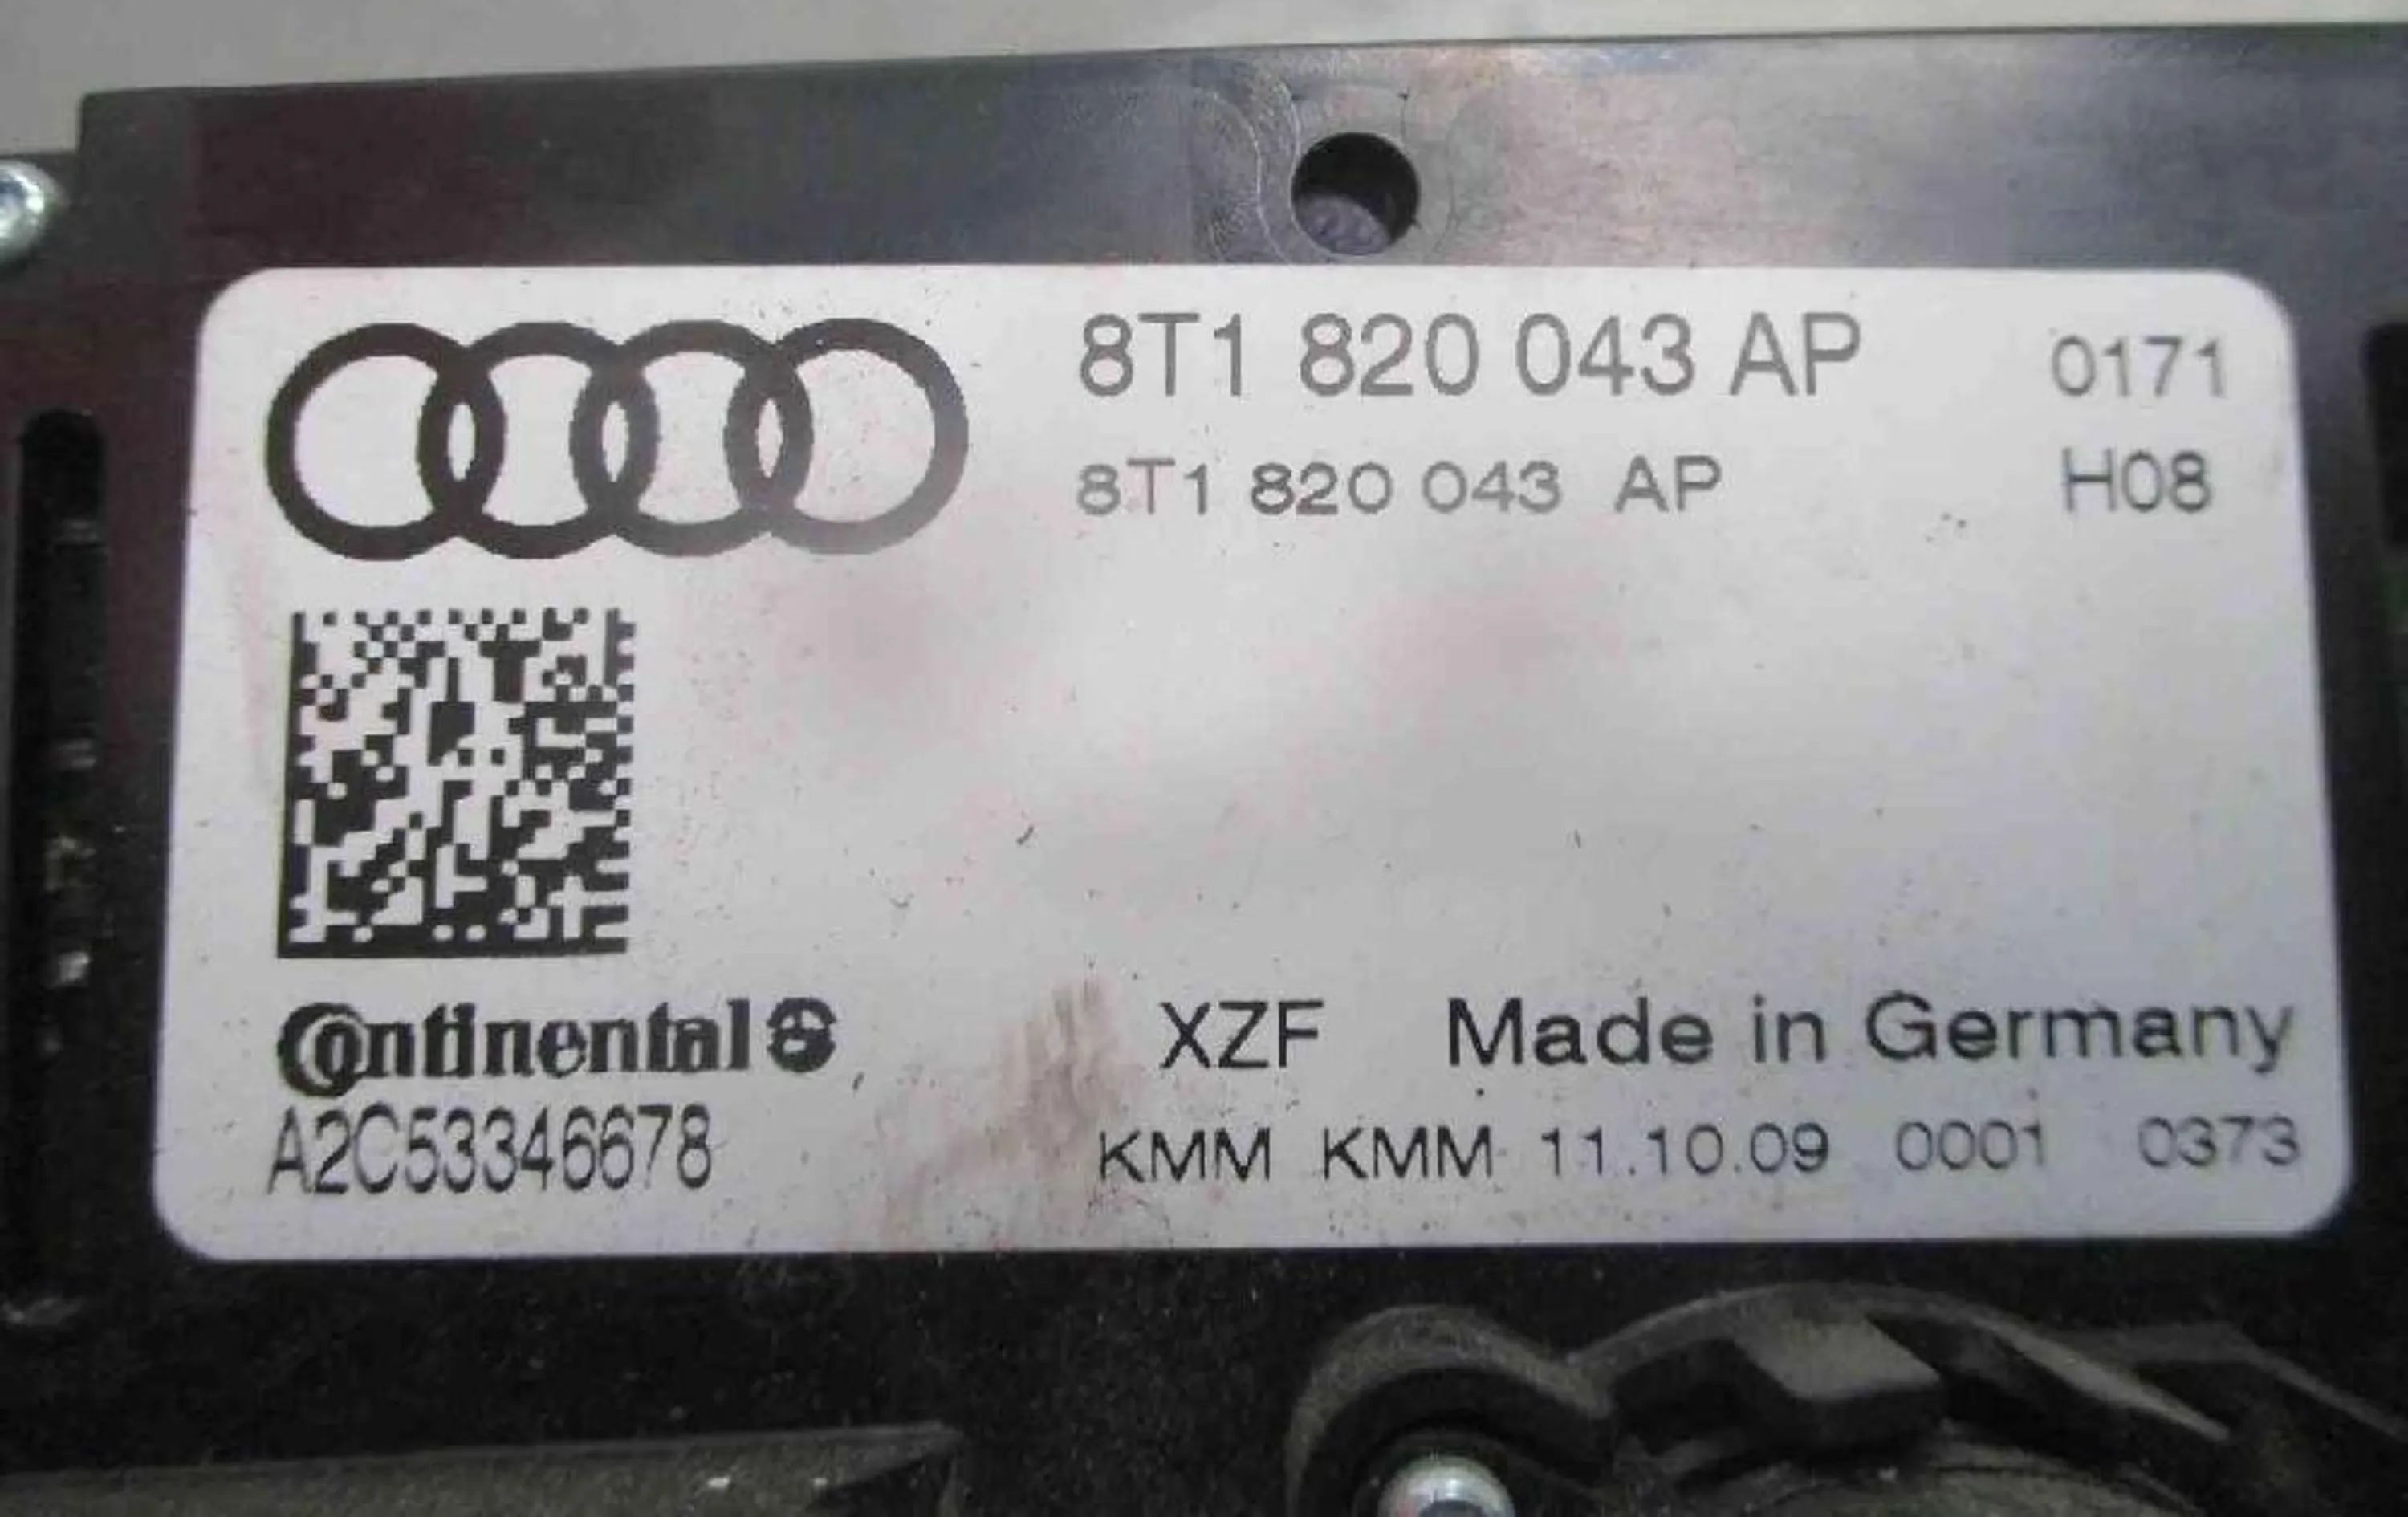 8T1 820 043 AP 0171
8T1 820 043 AP H08
Continental
XZF Made in Germany
A2C53346678
KMM KMM 11.10.09 0001 0373